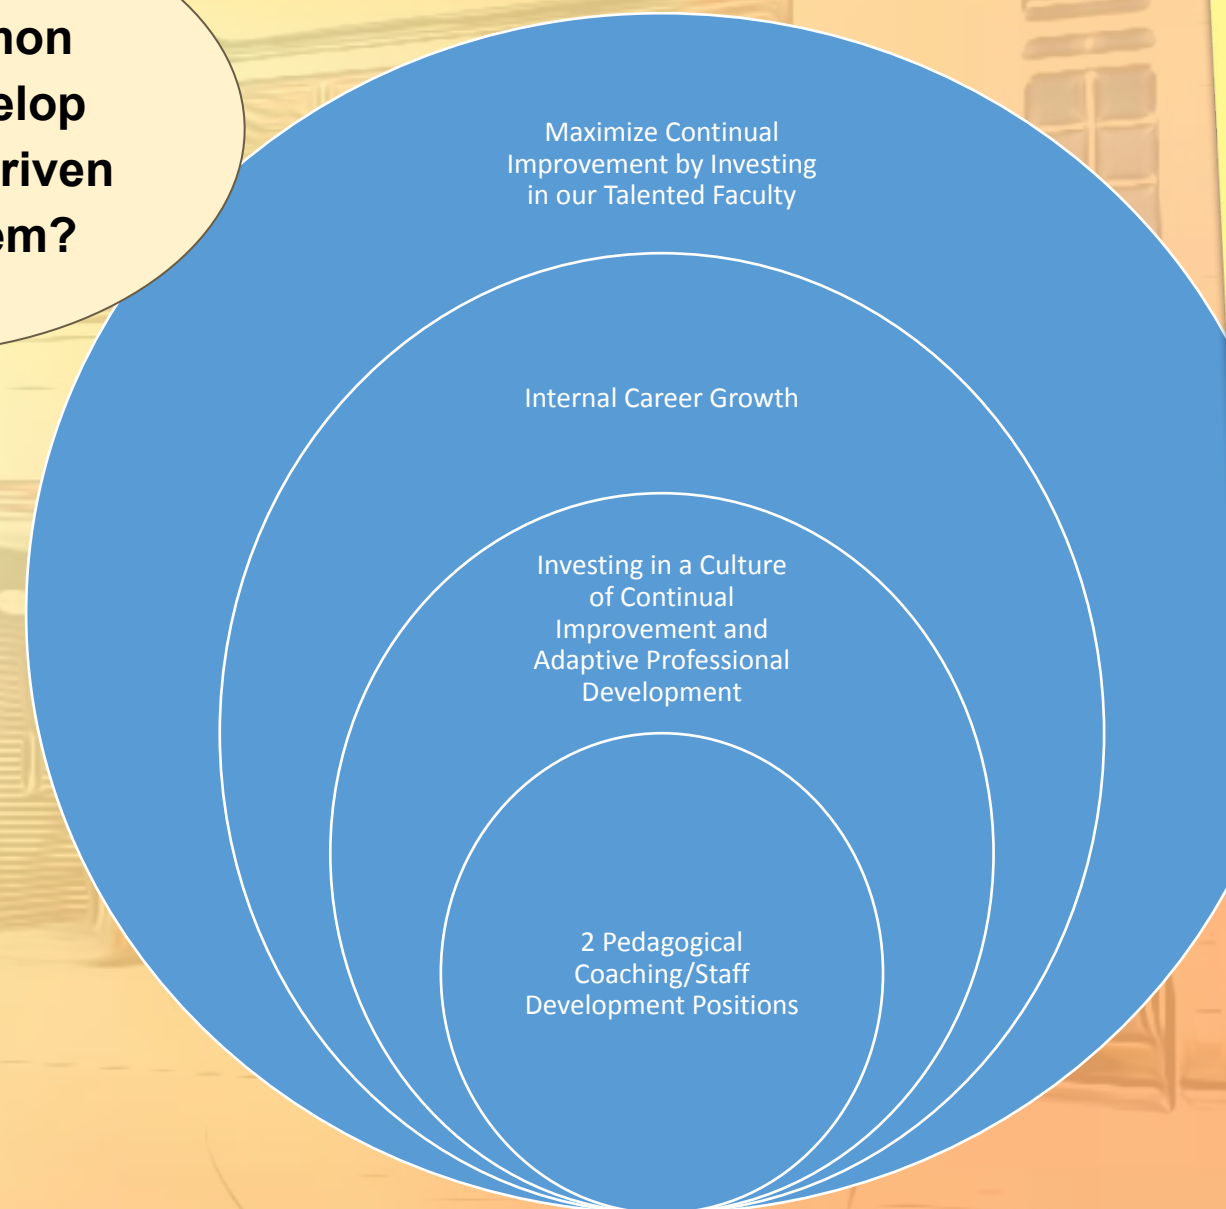 mon
elop
riven
em?
Maximize Continual
Improvement by Investing
in our Talented Faculty
Internal Career Growth
Investing in a Culture
of Continual
Improvement and
Adaptive Professional
Development
2 Pedagogical
Coaching/Staff
Development Positions